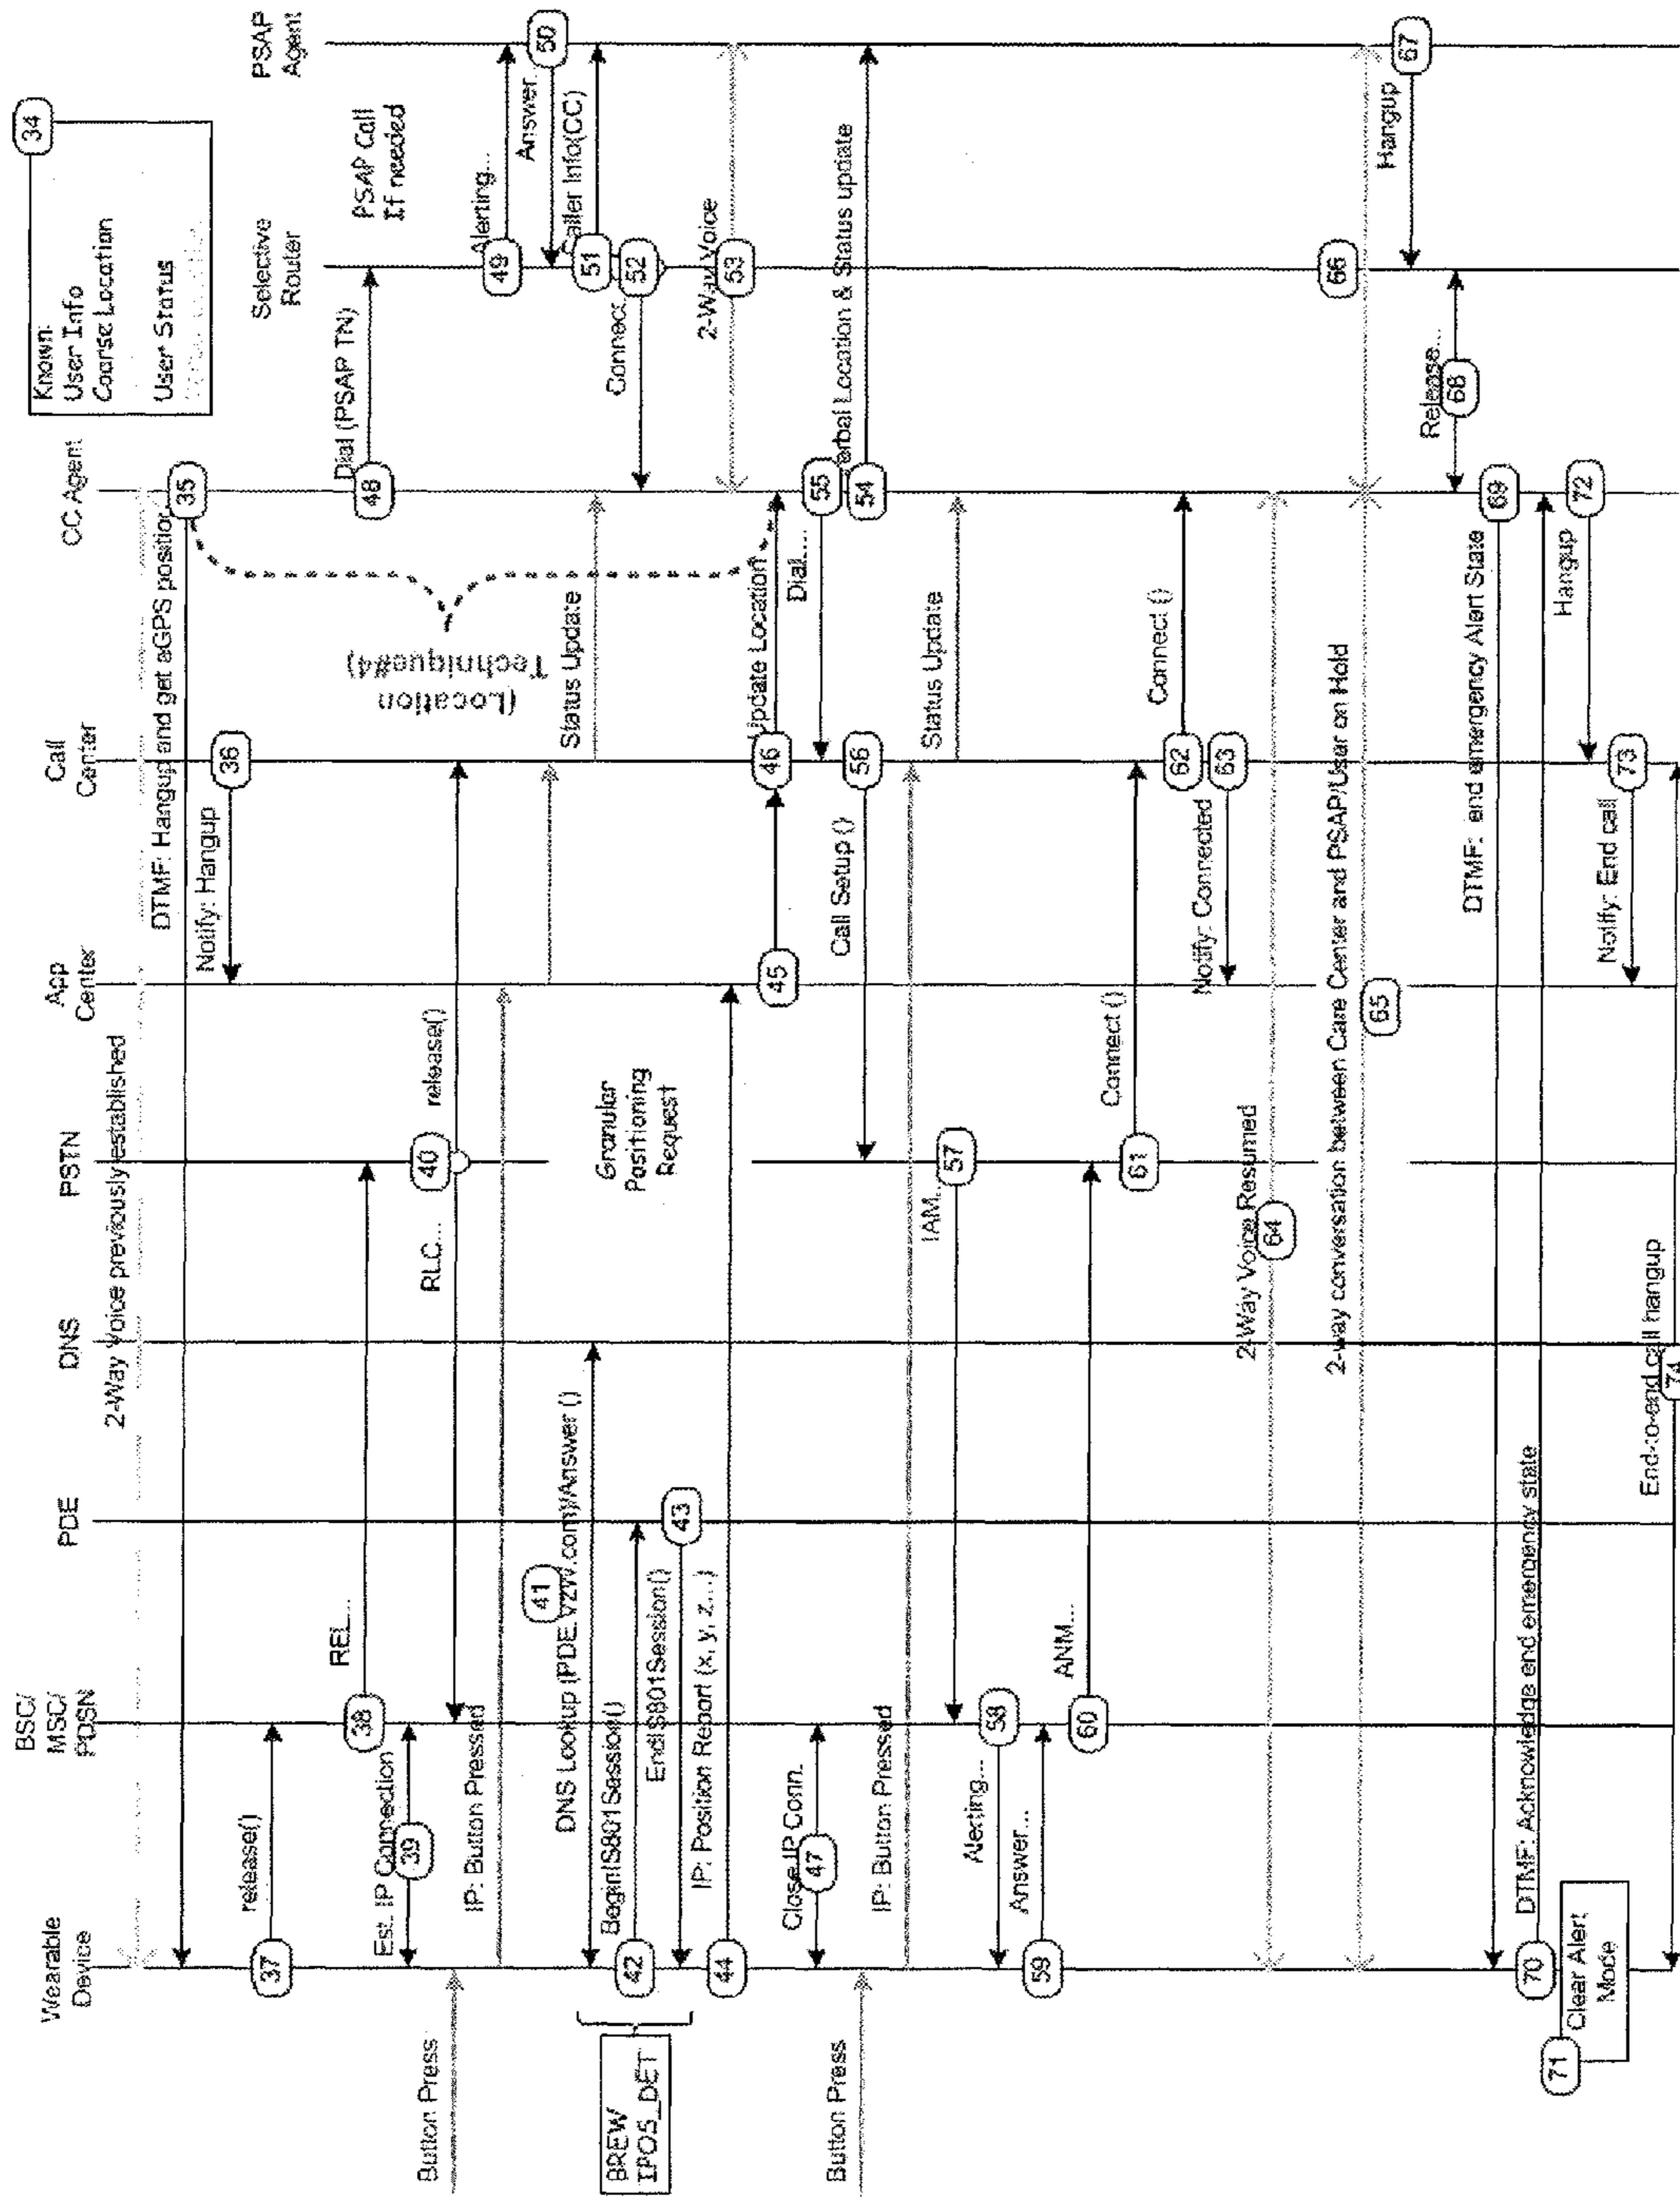 Wearable
Device
BSC/
MSC/
PDSN
PDE
DNS
PSTN
App
Center
Call
Center
CC Agent
Selective
Router
PSAP
Agent
34
Known:
User Info
Coarse Location
User Status
2-Way Voice previously established
35
DTMF: Hangup and get aGPS position
36
Notify: Hangup
37
release()
38
REL...
39
Est. IP Connection
40
RLC...
release()
Button Press
IP: Button Pressed
Status Update
(Location
Technique#4)
Granular
Positioning
Request
41
DNS Lookup (PDE.vzw.com)/Answer ()
BREW
IPOS_DET
42
BeginIS801Session()
43
EndIS801Session()
44
IP: Position Report (x, y, z...)
45
46
Update Location
47
Close IP Conn.
PSAP Call
If needed
48
Dial (PSAP TN)
49
Alerting...
50
Answer
51
Caller Info(CC)
52
Connect
53
2-Way Voice
54
Verbal Location & Status update
55
Dial....
56
Call Setup ()
Button Press
IP: Button Pressed
Status Update
57
IAM...
58
Alerting...
59
Answer...
60
ANM...
61
Connect ()
62
Connect ()
63
Notify: Connected
64
2-Way Voice Resumed
65
2-way conversation between Care Center and PSAP/User on Hold
66
67
Hangup
68
Release...
69
DTMF: end emergency Alert State
70
DTMF: Acknowledge end emergency state
71
Clear Alert
Mode
72
Hangup
73
Notify: End call
74
End-to-end call hangup